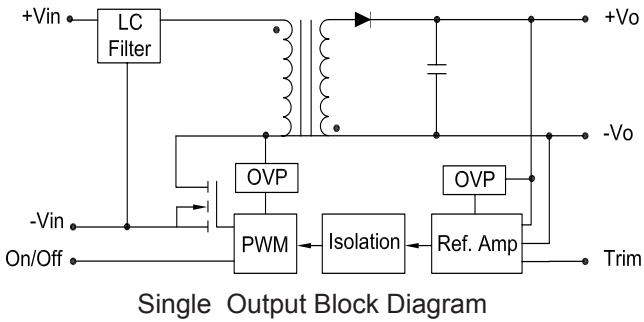 +Vin
LC
Filter
+Vo
-Vo
OVP
OVP
-Vin
PWM
Isolation
Ref. Amp
On/Off
Trim
Single Output Block Diagram